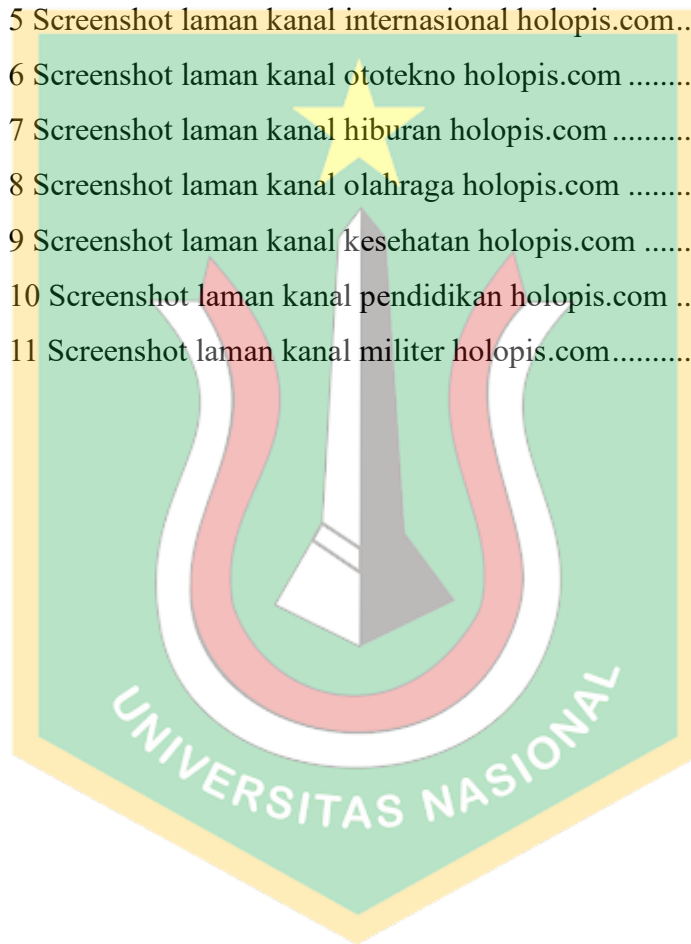 5 Screenshot laman kanal internasional holopis.com..
6 Screenshot laman kanal ototekno holopis.com ........
7 Screenshot laman kanal hiburan holopis.com..........
8 Screenshot laman kanal olahraga holopis.com ........
9 Screenshot laman kanal kesehatan holopis.com ......
10 Screenshot laman kanal pendidikan holopis.com ..
11 Screenshot laman kanal militer holopis.com..........
UNIVERSITAS NASIONAL